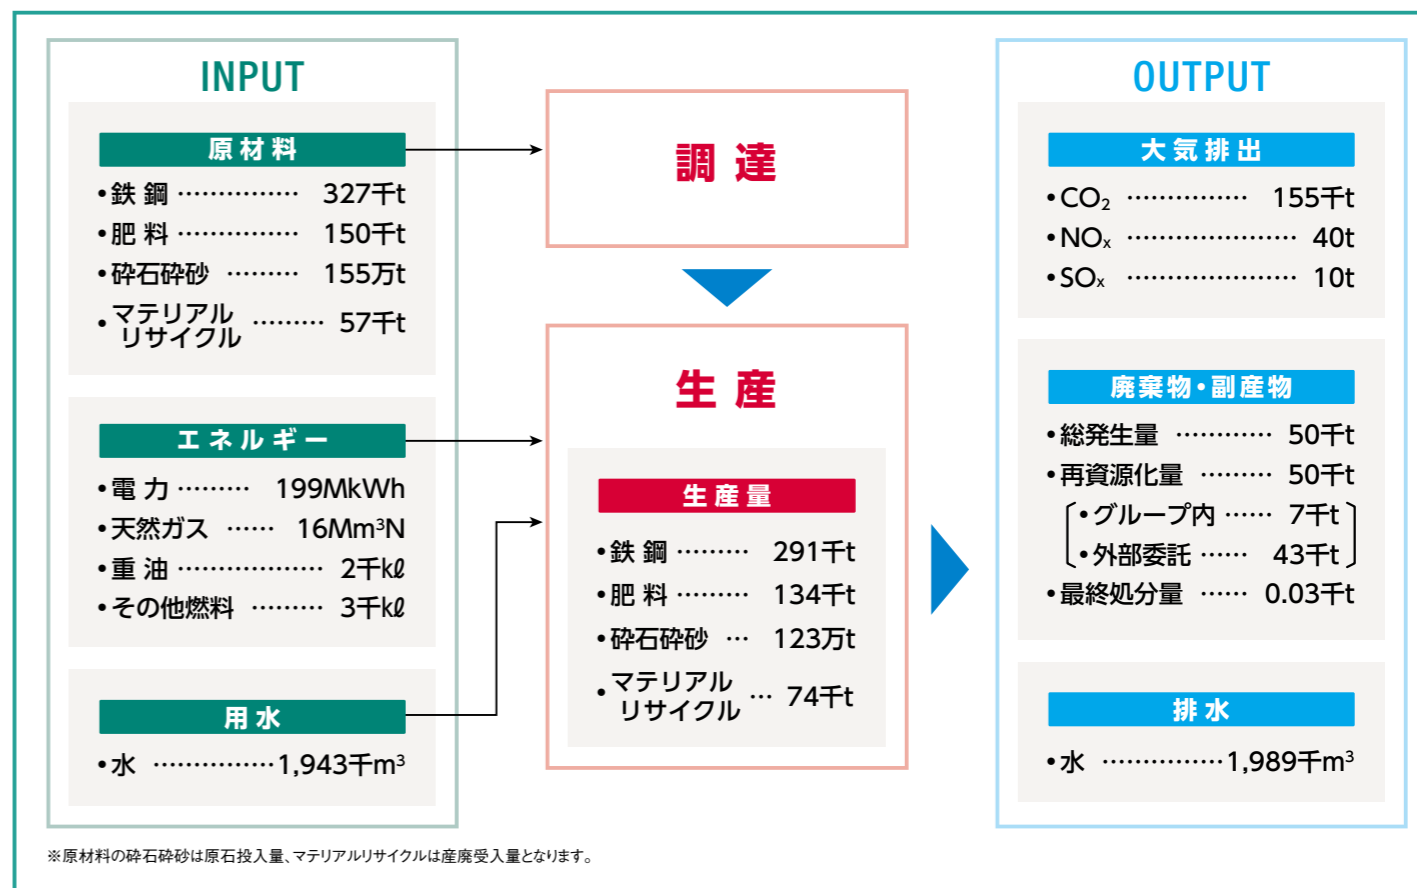 INPUT
原材料
•鉄 鋼 …………… 327千t
•肥 料 …………… 150千t
•砕石砕砂 ……… 155万t
•マテリアル
リサイクル ……… 57千t
エネルギー
•電 力 ……… 199MkWh
•天然ガス …… 16Mm³N
•重 油 ……………… 2千kℓ
•その他燃料 ……… 3千kℓ
用水
•水 ……………1,943千m³
調達
生産
生産量
•鉄 鋼 ……… 291千t
•肥 料 ……… 134千t
•砕石砕砂 … 123万t
•マテリアル
リサイクル … 74千t
OUTPUT
大気排出
•CO₂ …………… 155千t
•NOₓ ………………… 40t
•SOₓ ………………… 10t
廃棄物・副産物
•総発生量 ………… 50千t
•再資源化量 ……… 50千t
•グループ内 …… 7千t
•外部委託 …… 43千t
•最終処分量 …… 0.03千t
排水
•水 ……………1,989千m³
※原材料の砕石砕砂は原石投入量、マテリアルリサイクルは産廃受入量となります。